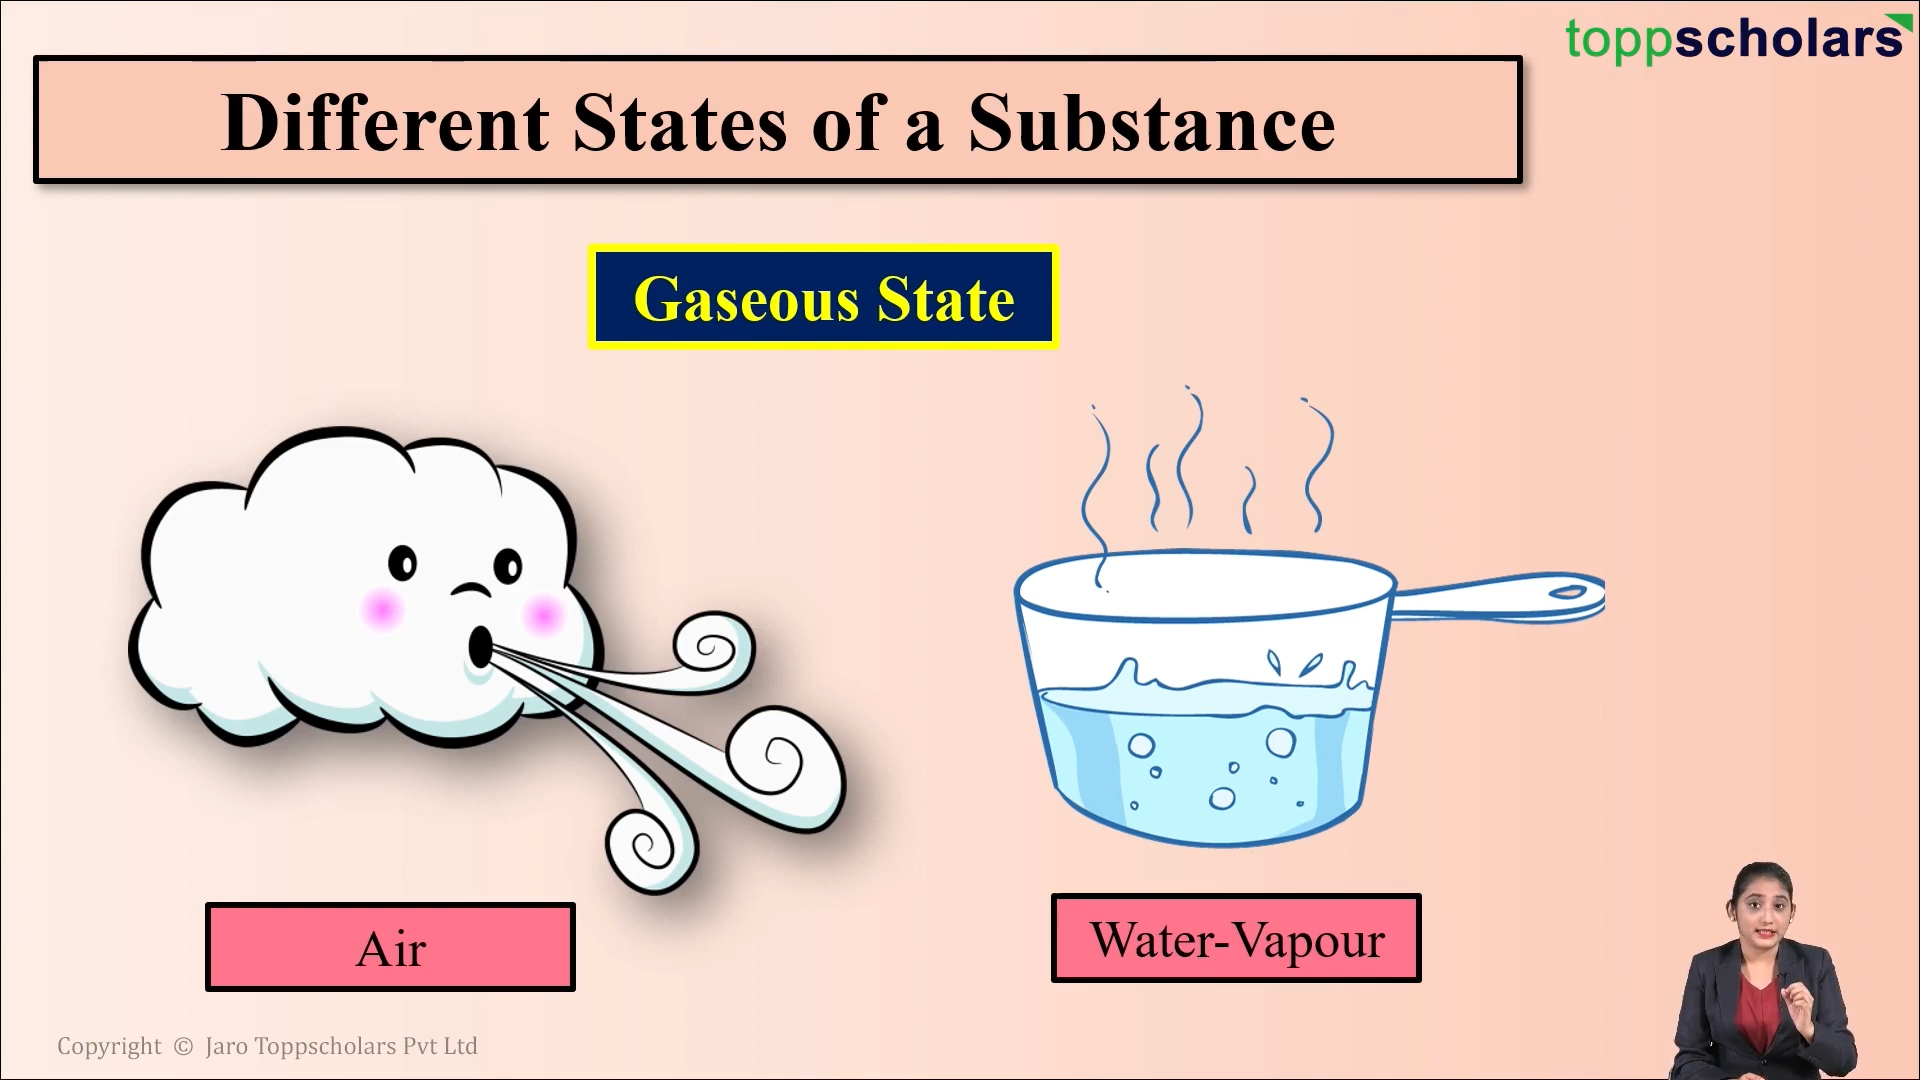 toppscholars
Different States of a Substance
Gaseous State
Air
Water-Vapour
Copyright © Jaro Toppscholars Pvt Ltd